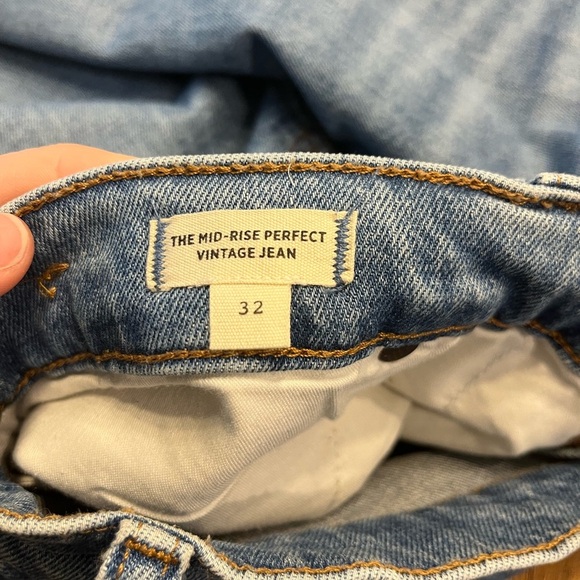 THE MID-RISE PERFECT
VINTAGE JEAN
32